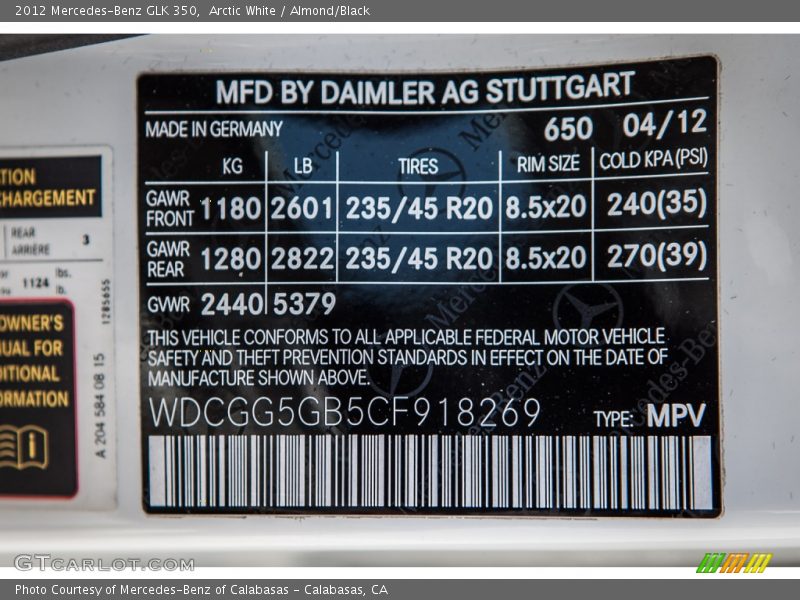 2012 Mercedes-Benz GLK 350,  Arctic White / Almond/Black
MFD BY DAIMLER AG STUTTGART
MADE IN GERMANY 650 04/12
KG LB TIRES RIM SIZE COLD KPA(PSI)
GAWR FRONT 1180 2601 235/45 R20 8.5x20 240(35)
GAWR REAR 1280 2822 235/45 R20 8.5x20 270(39)
GWR 2440 5379
THIS VEHICLE CONFORMS TO ALL APPLICABLE FEDERAL MOTOR VEHICLE
SAFETY AND THEFT PREVENTION STANDARDS IN EFFECT ON THE DATE OF
MANUFACTURE SHOWN ABOVE.
WDCGG5GB5CF918269 TYPE: MPV
TION
CHARGEMENT
REAR
ARRIÈRE 3
1124 lbs.
lb.
OWNER'S
UAL FOR
ITIONAL
ORMATION
1285655
A 204 584 08 15
GTCARLOT.COM
Photo Courtesy of Mercedes-Benz of Calabasas - Calabasas, CA